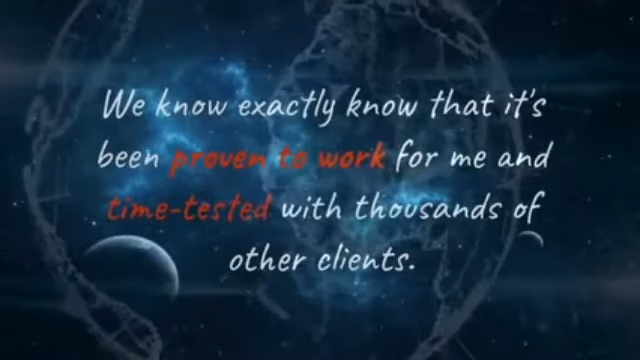 We know exactly know that it's
been proven to work for me and
time-tested with thousands of
other clients.